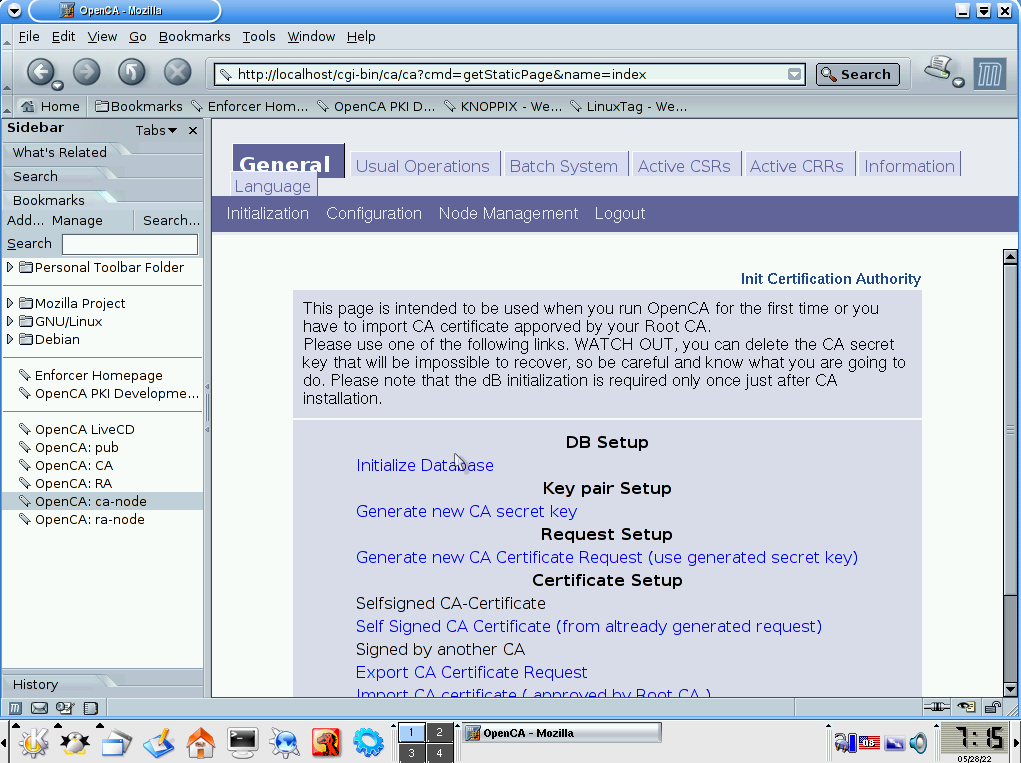 OpenCA - Mozilla
File Edit View Go Bookmarks Tools Window Help
http://localhost/cgi-bin/ca/ca?cmd=getStaticPage&name=index Search
Home Bookmarks Enforcer Hom... OpenCA PKI D... KNOPPIX - We... LinuxTag - We...
Sidebar Tabs
What's Related
Search
Bookmarks
Add... Manage Search...
Search
Personal Toolbar Folder
Mozilla Project
GNU/Linux
Debian
Enforcer Homepage
OpenCA PKI Developme...
OpenCA LiveCD
OpenCA: pub
OpenCA: CA
OpenCA: RA
OpenCA: ca-node
OpenCA: ra-node
History
General Usual Operations Batch System Active CSRs Active CRRs Information
Language
Initialization Configuration Node Management Logout
Init Certification Authority
This page is intended to be used when you run OpenCA for the first time or you
have to import CA certificate apporved by your Root CA.
Please use one of the following links. WATCH OUT, you can delete the CA secret
key that will be impossible to recover, so be careful and know what you are going to
do. Please note that the dB initialization is required only once just after CA
installation.
DB Setup
Initialize Database
Key pair Setup
Generate new CA secret key
Request Setup
Generate new CA Certificate Request (use generated secret key)
Certificate Setup
Selfsigned CA-Certificate
Self Signed CA Certificate (from altready generated request)
Signed by another CA
Export CA Certificate Request
Import CA certificate ( approved by Root CA )
1 2
3 4
OpenCA - Mozilla
US
7:15
05/28/22